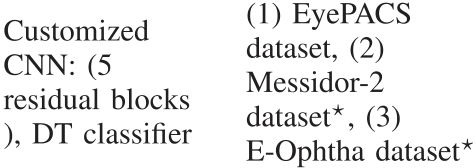 Customized
CNN: (5
residual blocks
), DT classifier
(1) EyePACS
dataset, (2)
Messidor-2
dataset*, (3)
E-Ophtha dataset*